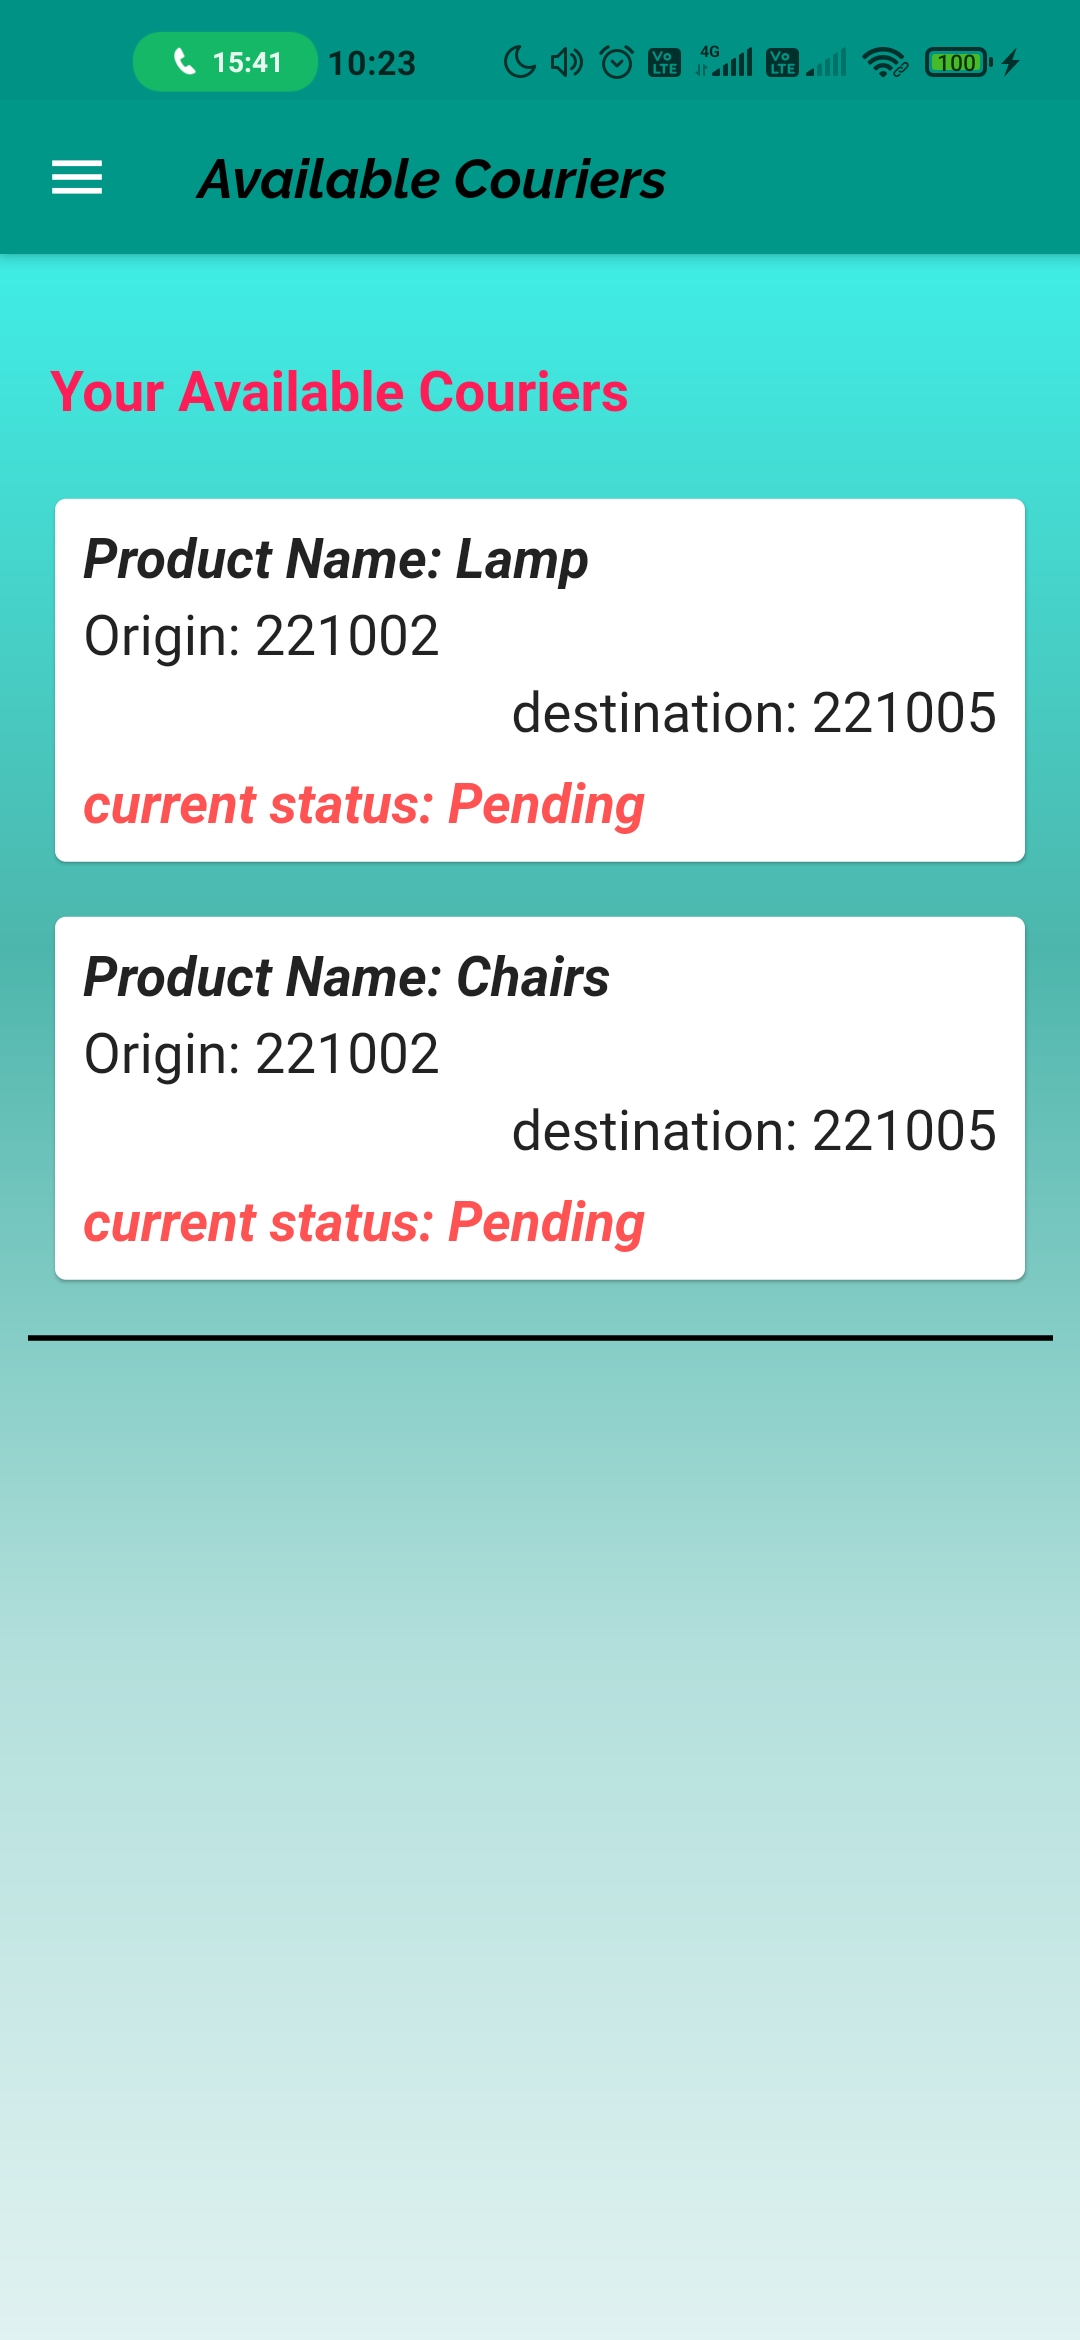 15:41 10:23 Vo LTE 4G Vo LTE 100
Available Couriers
Your Available Couriers
Product Name: Lamp
Origin: 221002
destination: 221005
current status: Pending
Product Name: Chairs
Origin: 221002
destination: 221005
current status: Pending